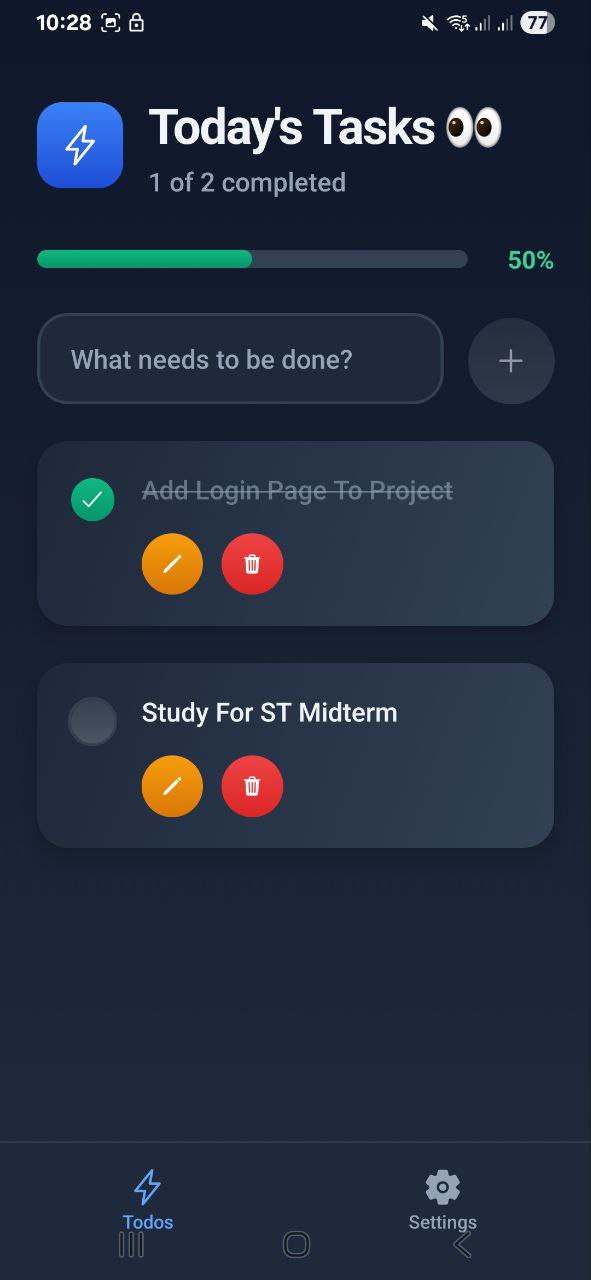 10:28
77
Today's Tasks 👀
1 of 2 completed
50%
What needs to be done?
Add Login Page To Project
Study For ST Midterm
Todos
Settings